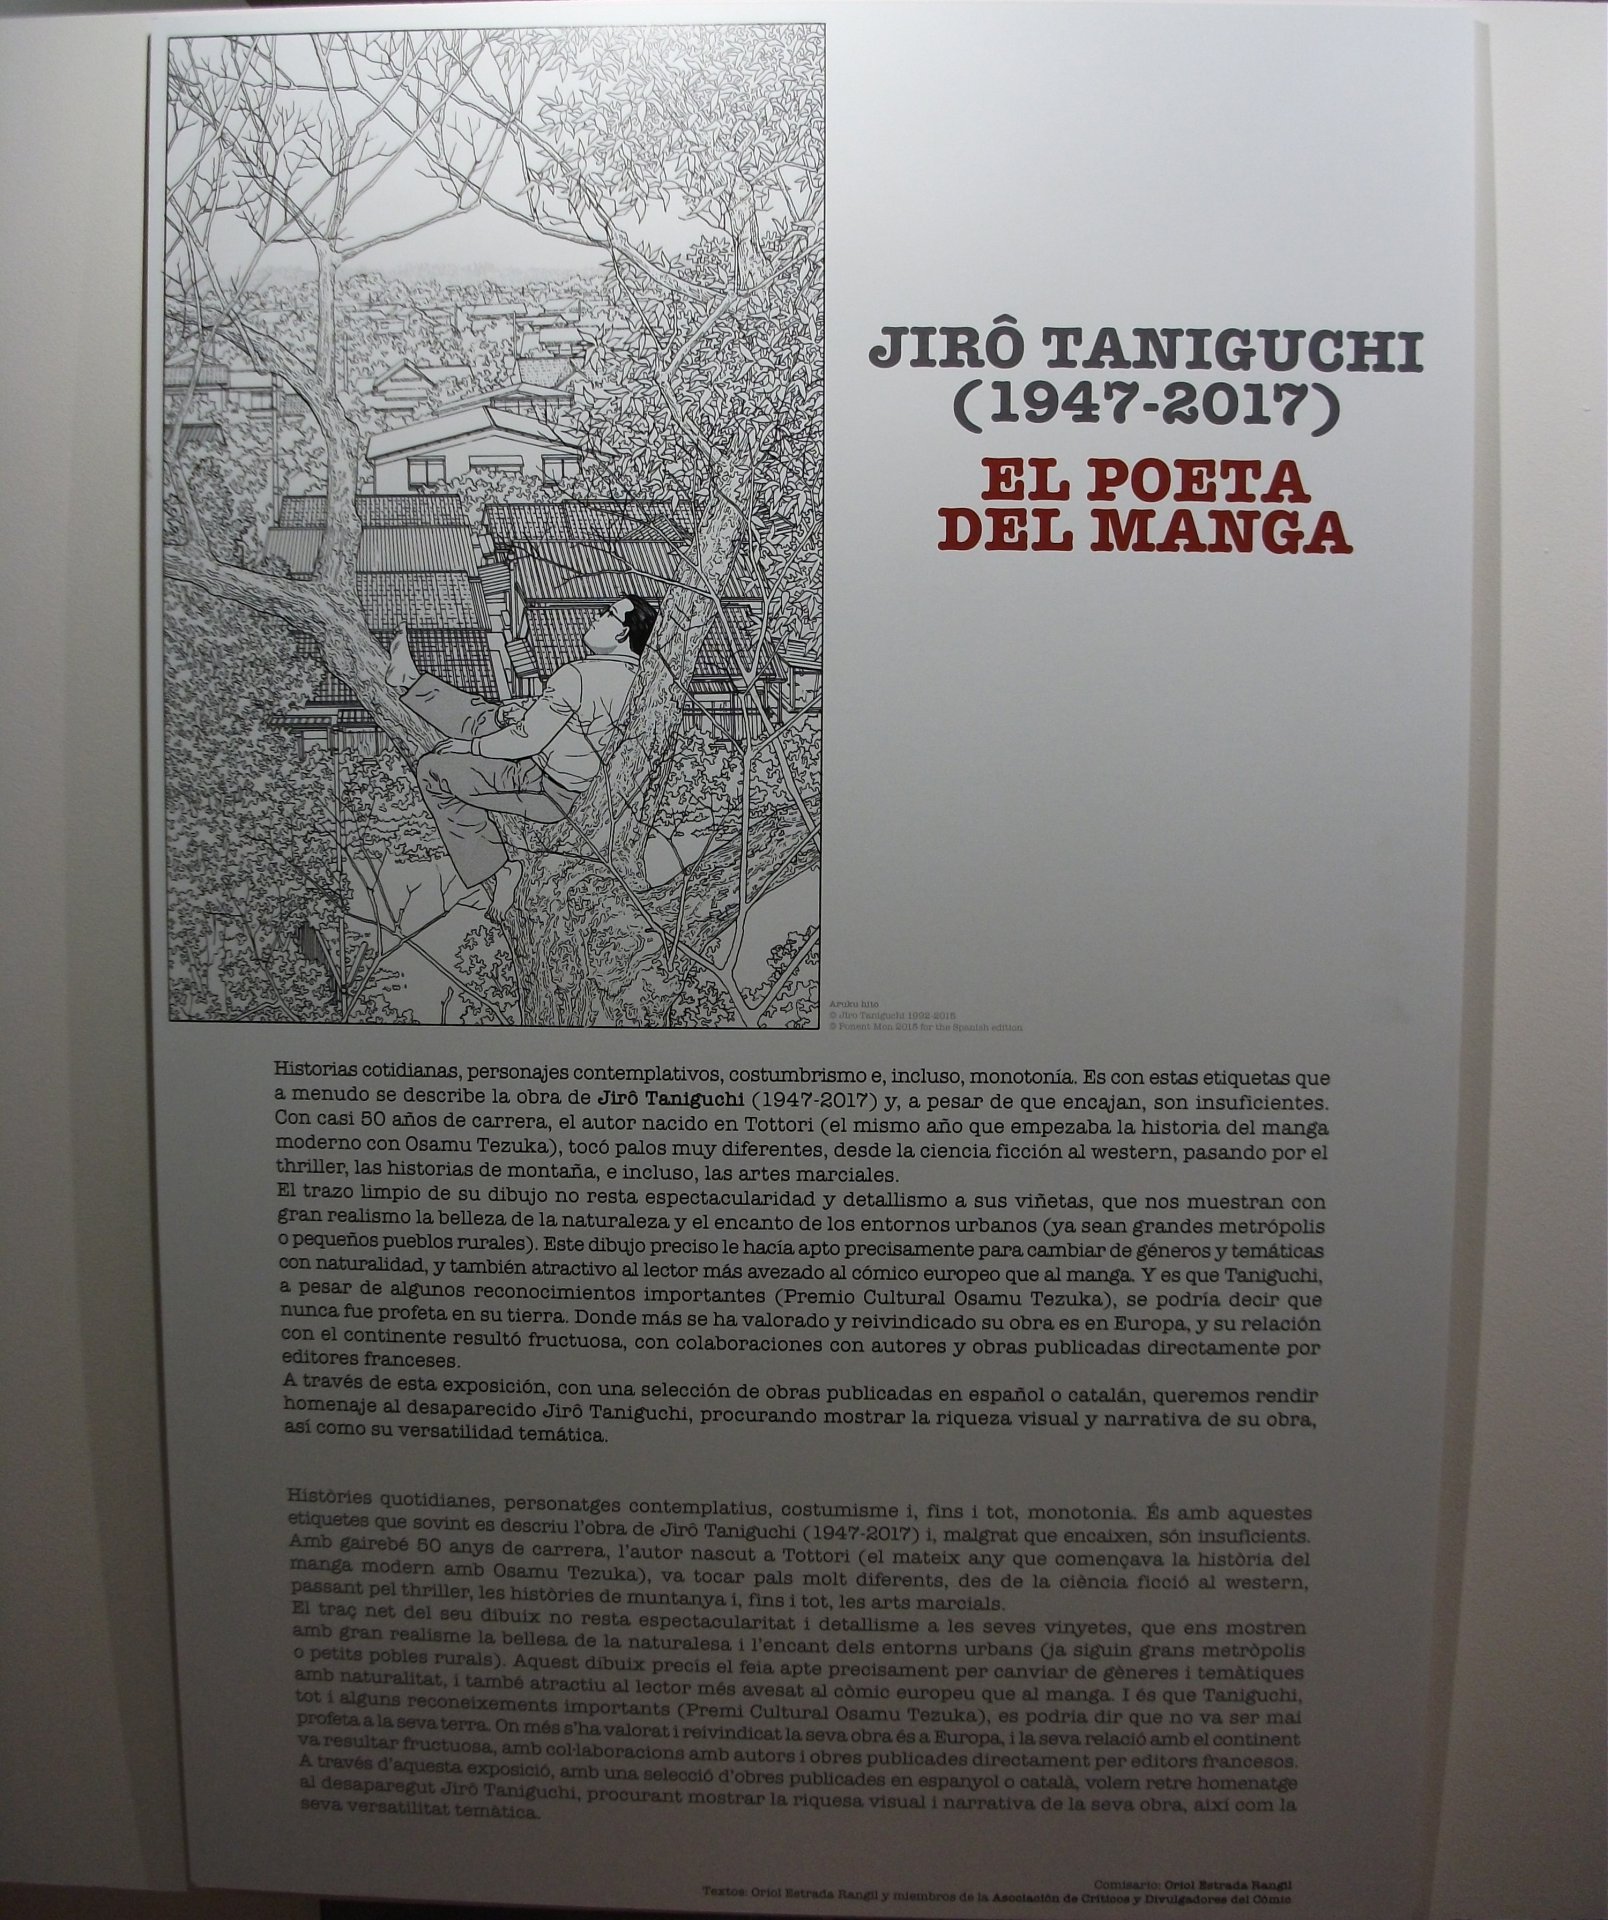 JIRÔ TANIGUCHI
(1947-2017)
EL POETA
DEL MANGA
Aruku hito
© Jiro Taniguchi 1992-2015
© Ponent Mon 2015 for the Spanish edition
Historias cotidianas, personajes contemplativos, costumbrismo e, incluso, monotonía. Es con estas etiquetas que
a menudo se describe la obra de Jirô Taniguchi (1947-2017) y, a pesar de que encajan, son insuficientes.
Con casi 50 años de carrera, el autor nacido en Tottori (el mismo año que empezaba la historia del manga
moderno con Osamu Tezuka), tocó palos muy diferentes, desde la ciencia ficción al western, pasando por el
thriller, las historias de montaña, e incluso, las artes marciales.
El trazo limpio de su dibujo no resta espectacularidad y detallismo a sus viñetas, que nos muestran con
gran realismo la belleza de la naturaleza y el encanto de los entornos urbanos (ya sean grandes metrópolis
o pequeños pueblos rurales). Este dibujo preciso le hacía apto precisamente para cambiar de géneros y temáticas
con naturalidad, y también atractivo al lector más avezado al cómico europeo que al manga. Y es que Taniguchi,
a pesar de algunos reconocimientos importantes (Premio Cultural Osamu Tezuka), se podría decir que
nunca fue profeta en su tierra. Donde más se ha valorado y reivindicado su obra es en Europa, y su relación
con el continente resultó fructuosa, con colaboraciones con autores y obras publicadas directamente por
editores franceses.
A través de esta exposición, con una selección de obras publicadas en español o catalán, queremos rendir
homenaje al desaparecido Jirô Taniguchi, procurando mostrar la riqueza visual y narrativa de su obra,
así como su versatilidad temática.
Històries quotidianes, personatges contemplatius, costumisme i, fins i tot, monotonia. És amb aquestes
etiquetes que sovint es descriu l'obra de Jirô Taniguchi (1947-2017) i, malgrat que encaixen, són insuficients.
Amb gairebé 50 anys de carrera, l'autor nascut a Tottori (el mateix any que començava la història del
manga modern amb Osamu Tezuka), va tocar pals molt diferents, des de la ciència ficció al western,
passant pel thriller, les històries de muntanya i, fins i tot, les arts marcials.
El traç net del seu dibuix no resta espectacularitat i detallisme a les seves vinyetes, que ens mostren
amb gran realisme la bellesa de la naturalesa i l'encant dels entorns urbans (ja siguin grans metròpolis
o petits pobles rurals). Aquest dibuix precís el feia apte precisament per canviar de gèneres i temàtiques
amb naturalitat, i també atractiu al lector més avesat al còmic europeu que al manga. I és que Taniguchi,
tot i alguns reconeixements importants (Premi Cultural Osamu Tezuka), es podria dir que no va ser mai
profeta a la seva terra. On més s'ha valorat i reivindicat la seva obra és a Europa, i la seva relació amb el continent
va resultar fructuosa, amb col·laboracions amb autors i obres publicades directament per editors francesos.
A través d'aquesta exposició, amb una selecció d'obres publicades en espanyol o català, volem retre homenatge
al desaparegut Jirô Taniguchi, procurant mostrar la riquesa visual i narrativa de la seva obra, així com la
seva versatilitat temàtica.
Comisario: Oriol Estrada Rangil
Textos: Oriol Estrada Rangil y miembros de la Asociación de Críticos y Divulgadores del Cómic